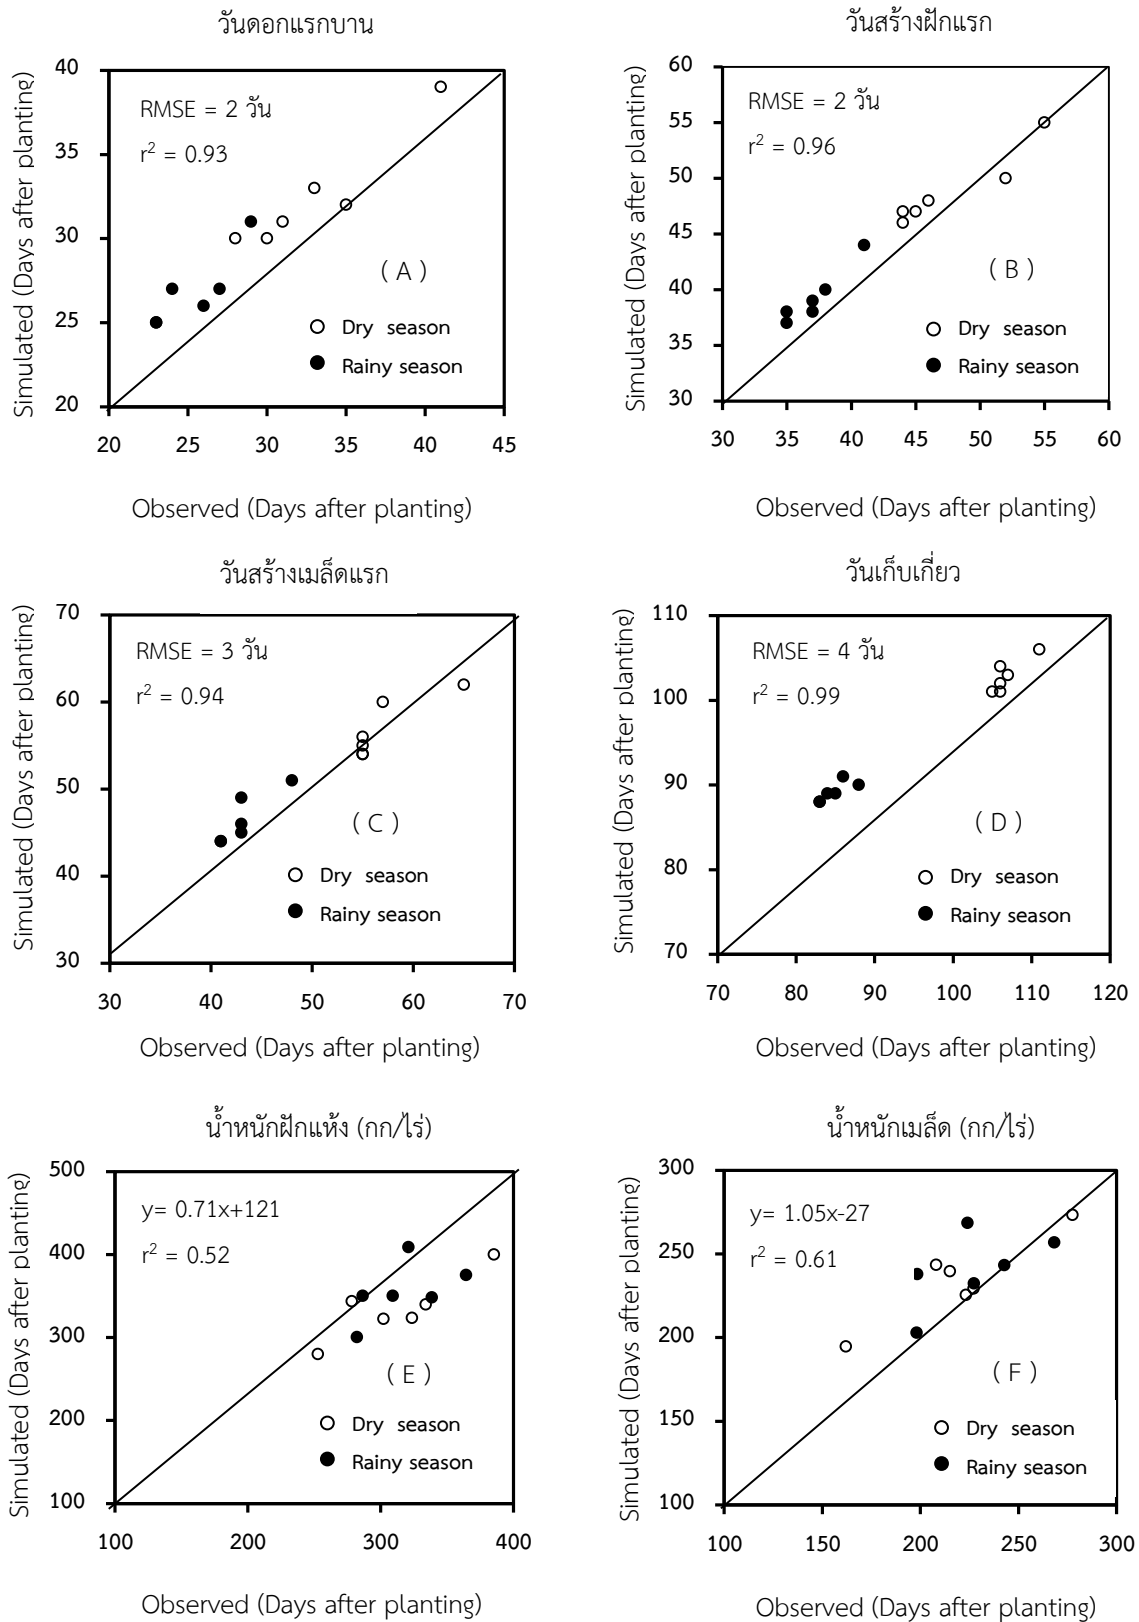 วันดอกแรกบาน
Simulated (Days after planting)
40
35
30
25
20
RMSE = 2 วัน
r² = 0.93
( A )
Dry season
Rainy season
20 25 30 35 40 45
Observed (Days after planting)
วันสร้างฝักแรก
Simulated (Days after planting)
60
55
50
45
40
35
30
RMSE = 2 วัน
r² = 0.96
( B )
Dry season
Rainy season
30 35 40 45 50 55 60
Observed (Days after planting)
วันสร้างเมล็ดแรก
Simulated (Days after planting)
70
60
50
40
30
RMSE = 3 วัน
r² = 0.94
( C )
Dry season
Rainy season
30 40 50 60 70
Observed (Days after planting)
วันเก็บเกี่ยว
Simulated (Days after planting)
110
100
90
80
70
RMSE = 4 วัน
r² = 0.99
( D )
Dry season
Rainy season
70 80 90 100 110 120
Observed (Days after planting)
น้ำหนักฝักแห้ง (กก/ไร่)
Simulated (Days after planting)
500
400
300
200
100
y= 0.71x+121
r² = 0.52
( E )
Dry season
Rainy season
100 200 300 400
Observed (Days after planting)
น้ำหนักเมล็ด (กก/ไร่)
Simulated (Days after planting)
300
250
200
150
100
y= 1.05x-27
r² = 0.61
( F )
Dry season
Rainy season
100 150 200 250 300
Observed (Days after planting)